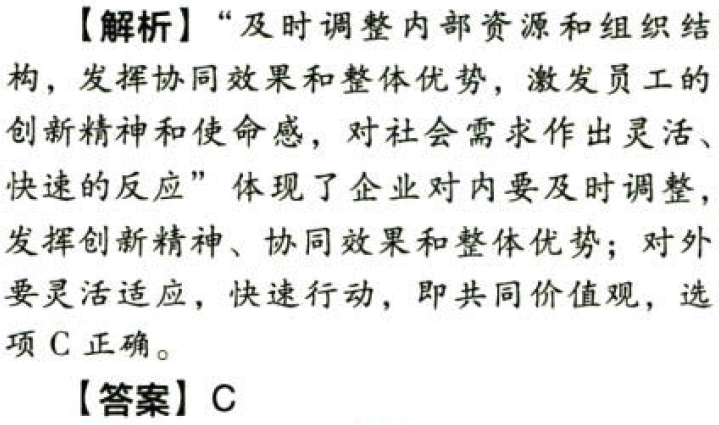 【解析】“及时调整内部资源和组织结
构，发挥协同效果和整体优势，激发员工的
创新精神和使命感，对社会需求作出灵活、
快速的反应”体现了企业对内要及时调整，
发挥创新精神、协同效果和整体优势；对外
要灵活适应，快速行动，即共同价值观，选
项 C 正确。
【答案】C